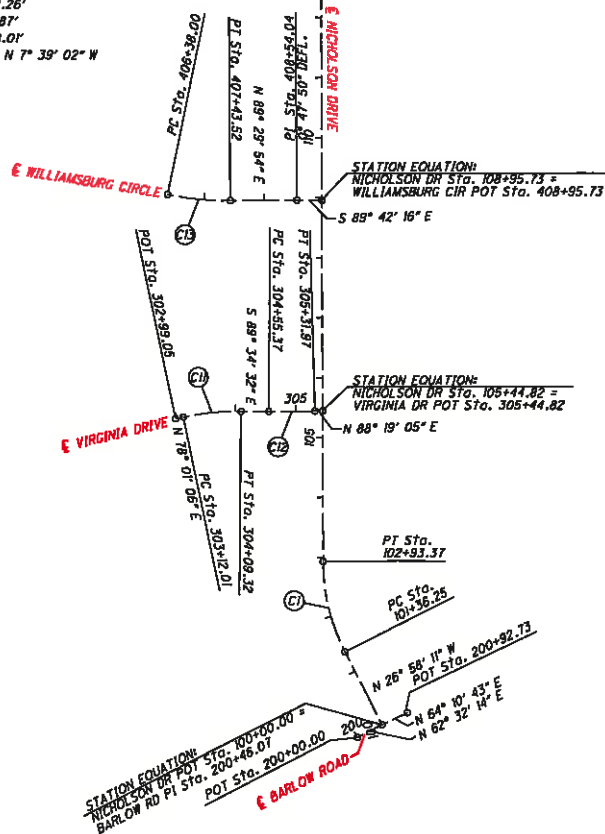 .26'
87'
3.01'
N 7° 39' 02" W
PC Sta. 406+38.00
PT Sta. 407+43.52
N 89° 29' 54" E
PI Sta. 408+54.04
0° 47' 50" DEFL.
110
℄ NICHOLSON DRIVE
℄ WILLIAMSBURG CIRCLE
C13
STATION EQUATION:
NICHOLSON DR Sta. 108+95.73 =
WILLIAMSBURG CIR POT Sta. 408+95.73
S 89° 42' 16" E
POT Sta. 302+99.05
C11
S 89° 34' 32" E
PC Sta. 304+55.37
PT Sta. 305+31.97
305
STATION EQUATION:
NICHOLSON DR Sta. 105+44.82 =
VIRGINIA DR POT Sta. 305+44.82
N 88° 19' 05" E
℄ VIRGINIA DRIVE
N 78° 01' 06" E
PC Sta. 303+12.01
PT Sta. 304+09.32
C12
105
PT Sta.
102+93.37
C1
PC Sta.
101+36.25
N 26° 58' 11" W
POT Sta. 200+92.73
N 64° 10' 43" E
N 62° 32' 14" E
200
STATION EQUATION:
NICHOLSON DR POT Sta. 100+00.00 =
BARLOW RD PI Sta. 200+46.07
POT Sta. 200+00.00
℄ BARLOW ROAD